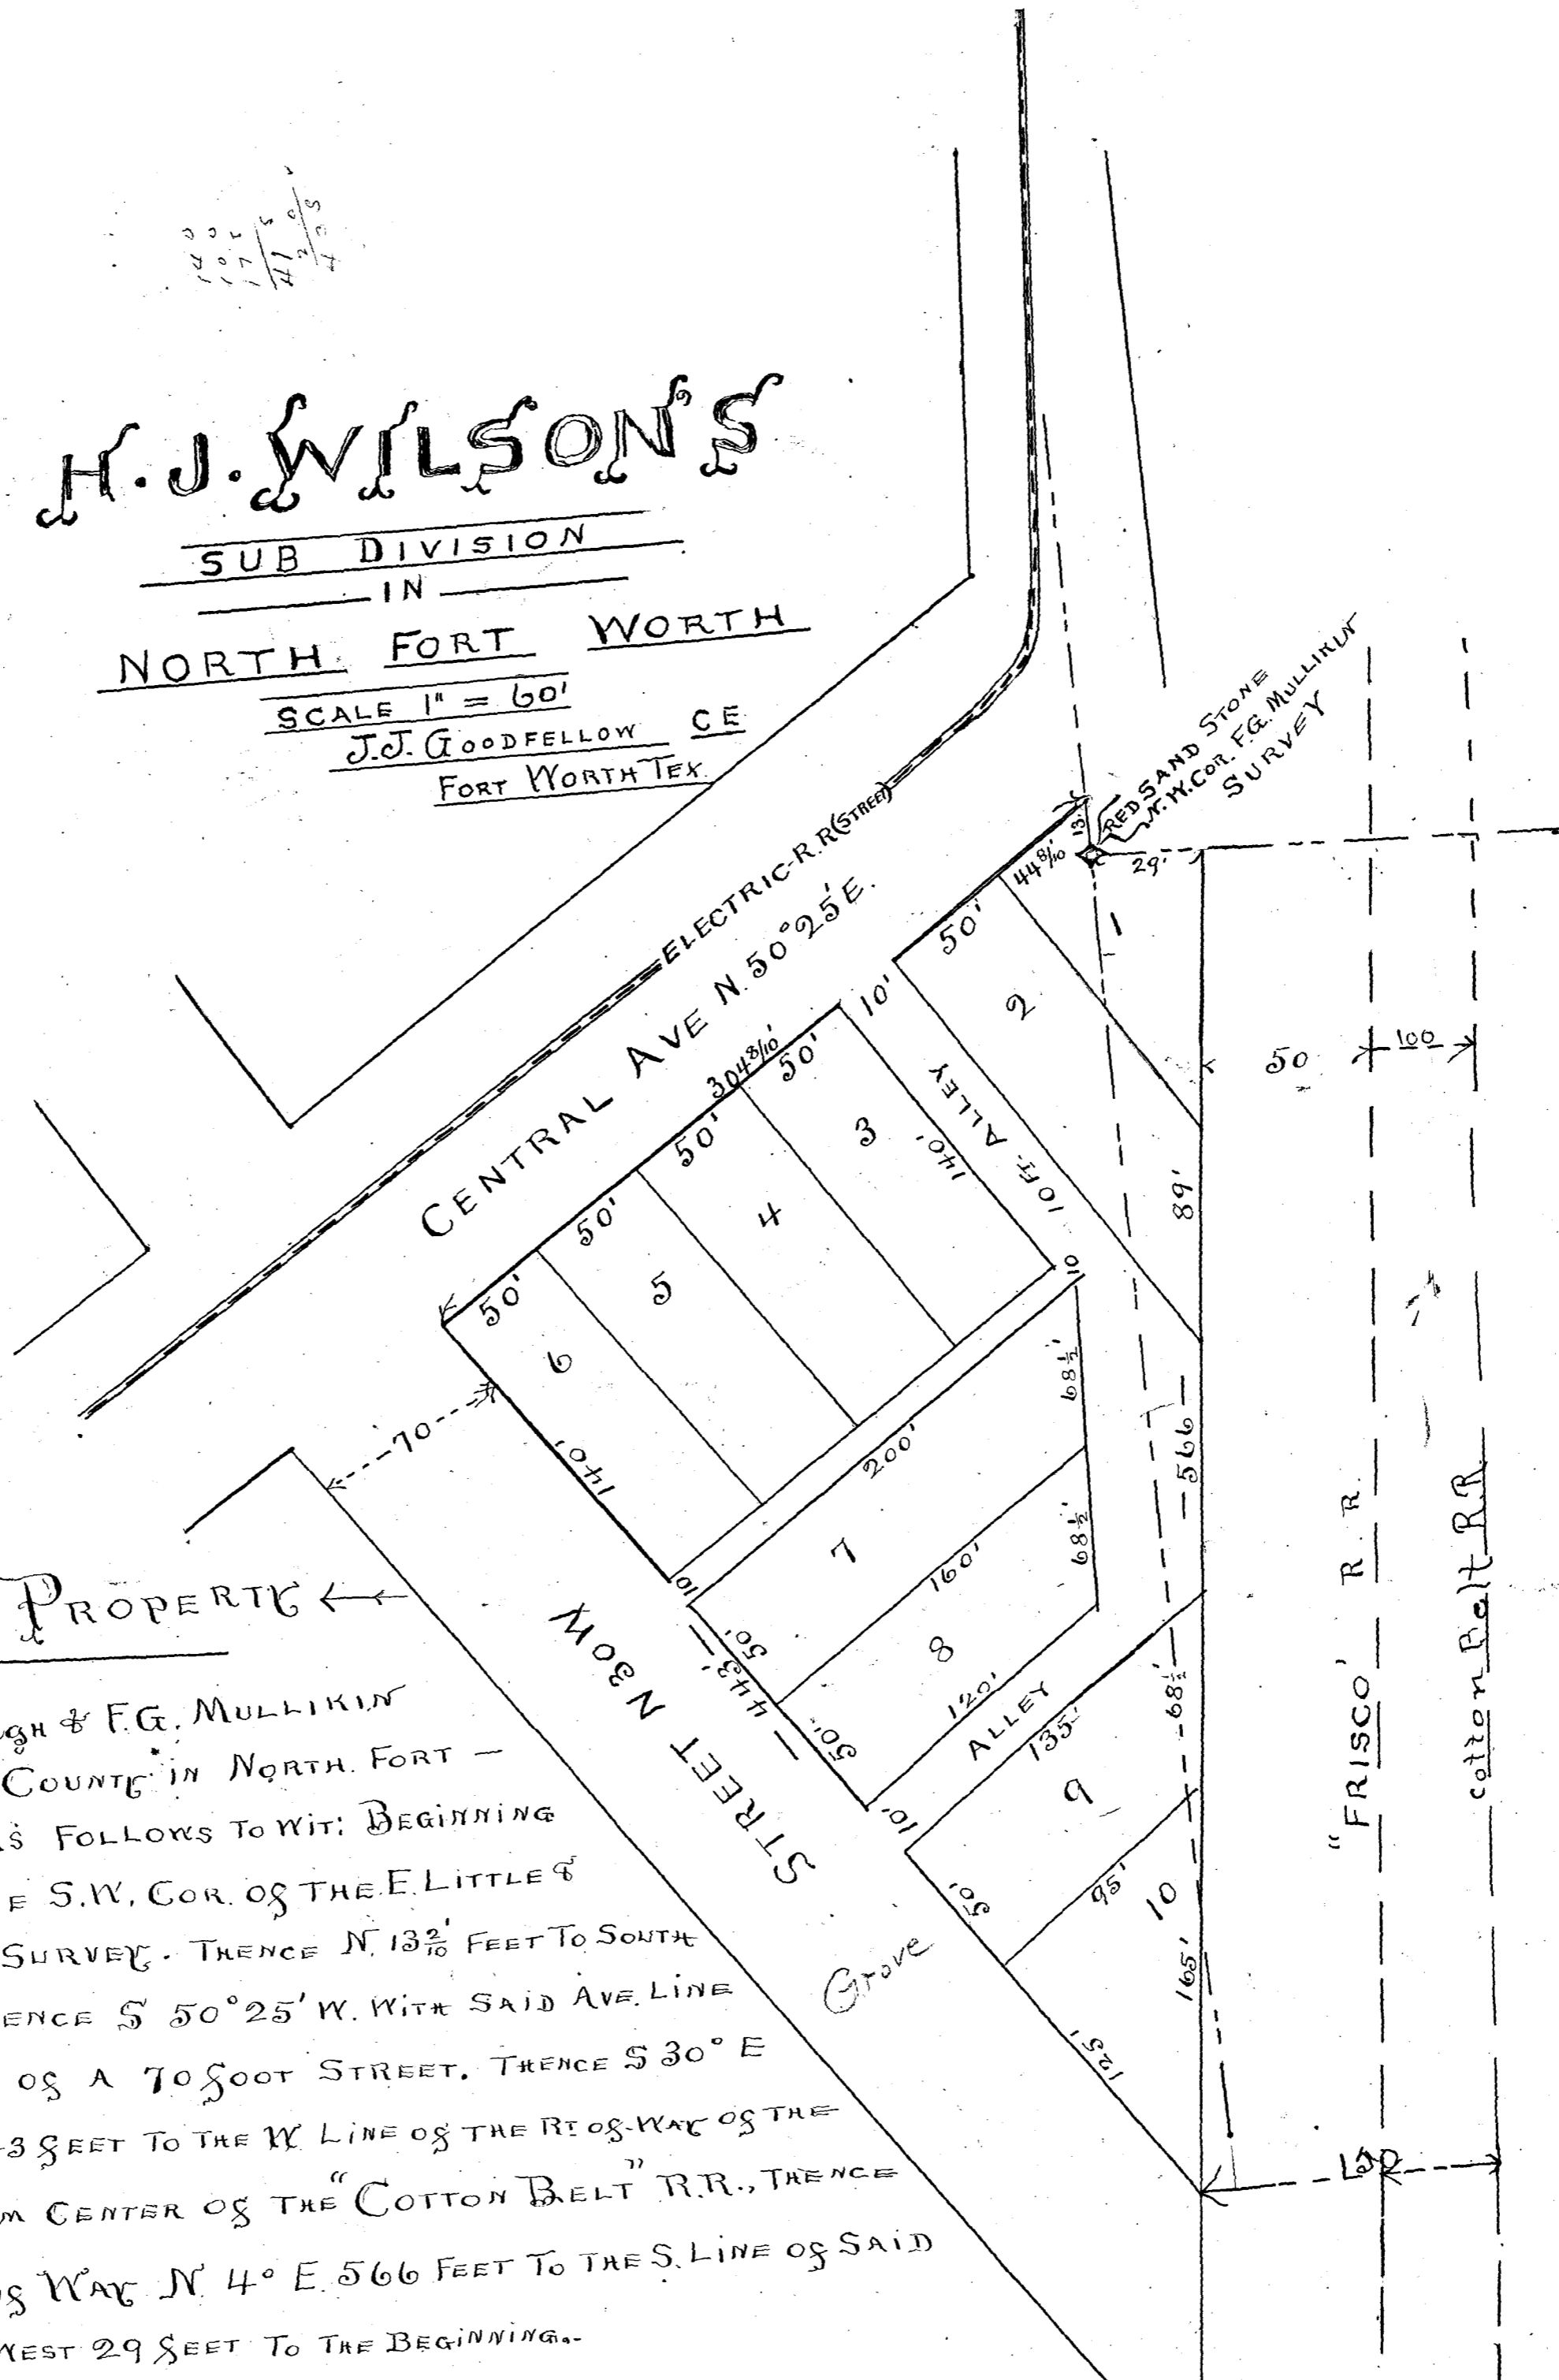 H. J. WILSON'S
SUB DIVISION
IN
NORTH FORT WORTH
SCALE 1" = 60'
J.J. GOODFELLOW CE
FORT WORTH TEX.
RED SAND STONE
N.W. COR. F.G. MULLIKIN
SURVEY
ELECTRIC-R.R (STREET)
CENTRAL AVE N. 50°25'E.
13.
44 8/10
29'
1
50'
2
10'
10 FT. ALLEY
304 8/10'
50'
3
140'
50'
4
50'
5
50'
6
140'
70
89'
50
100
10
68½'
566
200'
7
10'
50'
160'
68½'
443'
8
50'
120'
ALLEY
10'
135'
9
68½'
50'
95'
10
165'
125'
STREET N30W
Grove
"FRISCO' R. R.
cotton Belt R.R
PROPERTY
GH & F.G. MULLIKIN
COUNTY IN NORTH FORT —
S FOLLOWS TO WIT: BEGINNING
E S.W. COR. OF THE E. LITTLE &
SURVEY. THENCE N. 13 2/10' FEET TO SOUTH
ENCE S 50°25' W. WITH SAID AVE. LINE
OF A 70 FOOT STREET. THENCE S 30° E
3 FEET TO THE W LINE OF THE RT OF-WAY OF THE
M CENTER OF THE "COTTON BELT" R.R., THENCE
F WAY N. 4° E. 566 FEET TO THE S. LINE OF SAID
WEST 29 FEET TO THE BEGINNING.-